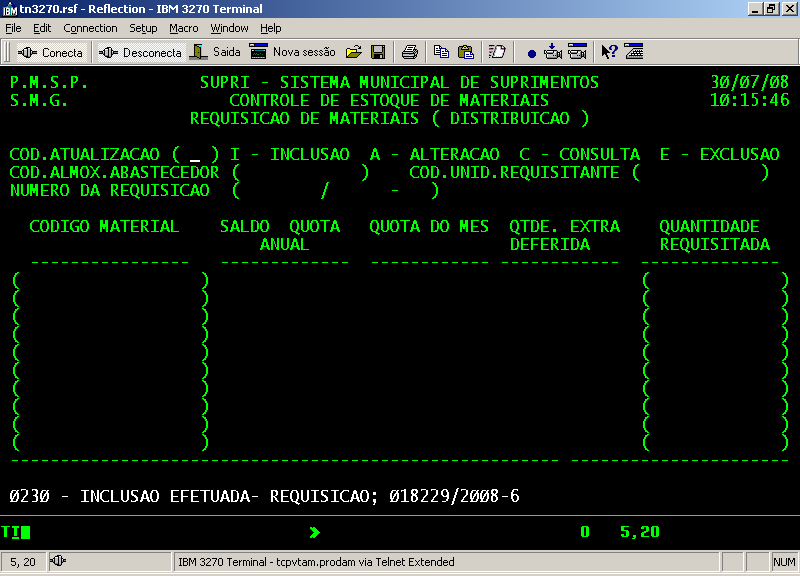 tn3270.rsf - Reflection - IBM 3270 Terminal
File Edit Connection Setup Macro Window Help
Conecta Desconecta Saida Nova sessão
P.M.S.P. SUPRI - SISTEMA MUNICIPAL DE SUPRIMENTOS 30/07/08
S.M.G. CONTROLE DE ESTOQUE DE MATERIAIS 10:15:46
REQUISICAO DE MATERIAIS ( DISTRIBUICAO )
COD.ATUALIZACAO ( _ ) I - INCLUSAO A - ALTERACAO C - CONSULTA E - EXCLUSAO
COD.ALMOX.ABASTECEDOR ( ) COD.UNID.REQUISITANTE ( )
NUMERO DA REQUISICAO ( / - )
CODIGO MATERIAL SALDO QUOTA QUOTA DO MES QTDE. EXTRA QUANTIDADE
ANUAL DEFERIDA REQUISITADA
---------------- ------------- ------------ ------------ --------------
( ) ( )
( ) ( )
( ) ( )
( ) ( )
( ) ( )
( ) ( )
( ) ( )
( ) ( )
( ) ( )
( ) ( )
------------------------------------------------------- ----------------------
0230 - INCLUSAO EFETUADA- REQUISICAO; 018229/2008-6
TI > 0 5,20
5, 20 IBM 3270 Terminal - tcpvtam.prodam via Telnet Extended NUM